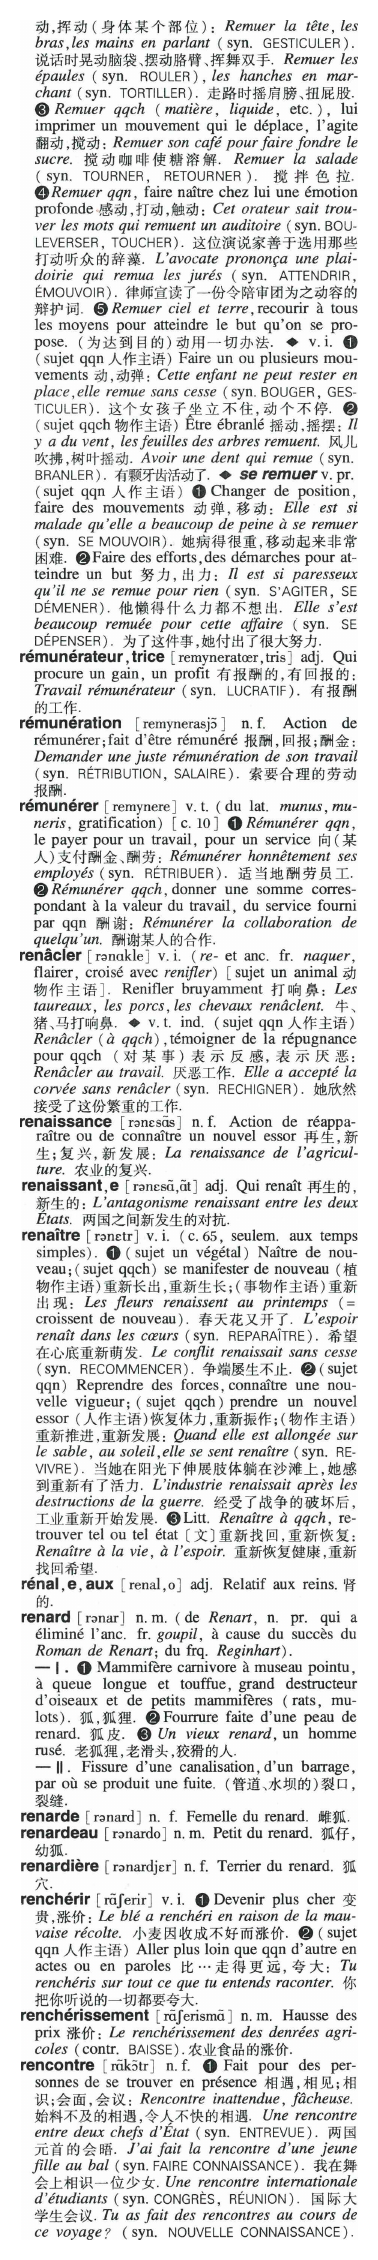 动,挥动(身体某个部位): Remuer la tête, les
bras, les mains en parlant (syn. GESTICULER).
说话时晃动脑袋、摆动胳臂、挥舞双手. Remuer les
épaules (syn. ROULER), les hanches en mar-
chant (syn. TORTILLER). 走路时摇肩膀、扭屁股.
❸ Remuer qqch (matière, liquide, etc.), lui
imprimer un mouvement qui le déplace, l'agite
翻动,搅动: Remuer son café pour faire fondre le
sucre. 搅动咖啡使糖溶解. Remuer la salade
(syn. TOURNER, RETOURNER). 搅拌色拉.
❹ Remuer qqn, faire naître chez lui une émotion
profonde 感动,打动,触动: Cet orateur sait trou-
ver les mots qui remuent un auditoire (syn. BOU-
LEVERSER, TOUCHER). 这位演说家善于选用那些
打动听众的辞藻. L'avocate prononça une plai-
doirie qui remua les jurés (syn. ATTENDRIR,
ÉMOUVOIR). 律师宣读了一份令陪审团为之动容的
辩护词. ❺ Remuer ciel et terre, recourir à tous
les moyens pour atteindre le but qu'on se pro-
pose. (为达到目的)动用一切办法. ◆ v. i. ❶
(sujet qqn 人作主语) Faire un ou plusieurs mou-
vements 动,动弹: Cette enfant ne peut rester en
place, elle remue sans cesse (syn. BOUGER, GES-
TICULER). 这个女孩子坐立不住,动个不停. ❷
(sujet qqch 物作主语) Être ébranlé 摇动,摇摆: Il
y a du vent, les feuilles des arbres remuent. 风儿
吹拂,树叶摇动. Avoir une dent qui remue (syn.
BRANLER). 有颗牙齿活动了. ◆ se remuer v. pr.
(sujet qqn 人作主语) ❶ Changer de position,
faire des mouvements 动弹,移动: Elle est si
malade qu'elle a beaucoup de peine à se remuer
(syn. SE MOUVOIR). 她病得很重,移动起来非常
困难. ❷ Faire des efforts, des démarches pour at-
teindre un but 努力,出力: Il est si paresseux
qu'il ne se remue pour rien (syn. S'AGITER, SE
DÉMENER). 他懒得什么力都不想出. Elle s'est
beaucoup remuée pour cette affaire (syn. SE
DÉPENSER). 为了这件事,她付出了很大努力.
rémunérateur, trice [remyneratœr, tris] adj. Qui
procure un gain, un profit 有报酬的,有回报的:
Travail rémunérateur (syn. LUCRATIF). 有报酬
的工作.
rémunération [remynerasjɔ̃] n. f. Action de
rémunérer; fait d'être rémunéré 报酬,回报;酬金:
Demander une juste rémunération de son travail
(syn. RÉTRIBUTION, SALAIRE). 索要合理的劳动
报酬.
rémunérer [remynere] v. t. (du lat. munus, mu-
neris, gratification) [c. 10] ❶ Rémunérer qqn,
le payer pour un travail, pour un service 向(某
人)支付酬金、酬劳: Rémunérer honnêtement ses
employés (syn. RÉTRIBUER). 适当地酬劳员工.
❷ Rémunérer qqch, donner une somme corres-
pondant à la valeur du travail, du service fourni
par qqn 酬谢: Rémunérer la collaboration de
quelqu'un. 酬谢某人的合作.
renâcler [rənɑkle] v. i. (re- et anc. fr. naquer,
flairer, croisé avec renifler) [sujet un animal 动
物作主语]. Renifler bruyamment 打响鼻: Les
taureaux, les porcs, les chevaux renâclent. 牛、
猪、马打响鼻. ◆ v. t. ind. (sujet qqn 人作主语)
Renâcler (à qqch), témoigner de la répugnance
pour qqch (对某事)表示反感,表示厌恶:
Renâcler au travail. 厌恶工作. Elle a accepté la
corvée sans renâcler (syn. RECHIGNER). 她欣然
接受了这份繁重的工作.
renaissance [rənɛsɑ̃s] n. f. Action de réappa-
raître ou de connaître un nouvel essor 再生,新
生;复兴,新发展: La renaissance de l'agricul-
ture. 农业的复兴.
renaissant, e [rənɛsɑ̃, ɑ̃t] adj. Qui renaît 再生的,
新生的: L'antagonisme renaissant entre les deux
États. 两国之间新发生的对抗.
renaître [rənɛtr] v. i. (c. 65, seulem. aux temps
simples). ❶ (sujet un végétal) Naître de nou-
veau; (sujet qqch) se manifester de nouveau (植
物作主语)重新长出,重新生长;(事物作主语)重新
出现: Les fleurs renaissent au printemps (=
croissent de nouveau). 春天花又开了. L'espoir
renaît dans les cœurs (syn. REPARAÎTRE). 希望
在心底重新萌发. Le conflit renaissait sans cesse
(syn. RECOMMENCER). 争端屡生不止. ❷ (sujet
qqn) Reprendre des forces, connaître une nou-
velle vigueur; (sujet qqch) prendre un nouvel
essor (人作主语)恢复体力,重新振作;(物作主语)
重新推进,重新发展: Quand elle est allongée sur
le sable, au soleil, elle se sent renaître (syn. RE-
VIVRE). 当她在阳光下伸展肢体躺在沙滩上,她感
到重新有了活力. L'industrie renaissait après les
destructions de la guerre. 经受了战争的破坏后,
工业重新开始发展. ❸ Litt. Renaître à qqch, re-
trouver tel ou tel état [文]重新找回,重新恢复:
Renaître à la vie, à l'espoir. 重新恢复健康,重新
找回希望.
rénal, e, aux [renal, o] adj. Relatif aux reins. 肾
的.
renard [rənar] n. m. (de Renart, n. pr. qui a
éliminé l'anc. fr. goupil, à cause du succès du
Roman de Renart; du frq. Reginhart).
— I. ❶ Mammifère carnivore à museau pointu,
à queue longue et touffue, grand destructeur
d'oiseaux et de petits mammifères (rats, mu-
lots). 狐,狐狸. ❷ Fourrure faite d'une peau de
renard. 狐皮. ❸ Un vieux renard, un homme
rusé. 老狐狸,老滑头,狡猾的人.
— II. Fissure d'une canalisation, d'un barrage,
par où se produit une fuite. (管道、水坝的)裂口,
裂缝.
renarde [rənard] n. f. Femelle du renard. 雌狐.
renardeau [rənardo] n. m. Petit du renard. 狐仔,
幼狐.
renardière [rənardjɛr] n. f. Terrier du renard. 狐
穴.
renchérir [rɑ̃ʃerir] v. i. ❶ Devenir plus cher 变
贵,涨价: Le blé a renchéri en raison de la mau-
vaise récolte. 小麦因收成不好而涨价. ❷ (sujet
qqn 人作主语) Aller plus loin que qqn d'autre en
actes ou en paroles 比…走得更远,夸大: Tu
renchéris sur tout ce que tu entends raconter. 你
把你听说的一切都要夸大.
renchérissement [rɑ̃ʃerismɑ̃] n. m. Hausse des
prix 涨价: Le renchérissement des denrées agri-
coles (contr. BAISSE). 农业食品的涨价.
rencontre [rɑ̃kɔ̃tr] n. f. ❶ Fait pour des per-
sonnes de se trouver en présence 相遇,相见;相
识;会面,会议: Rencontre inattendue, fâcheuse.
始料不及的相遇,令人不快的相遇. Une rencontre
entre deux chefs d'État (syn. ENTREVUE). 两国
元首的会晤. J'ai fait la rencontre d'une jeune
fille au bal (syn. FAIRE CONNAISSANCE). 我在舞
会上相识一位少女. Une rencontre internationale
d'étudiants (syn. CONGRÈS, RÉUNION). 国际大
学生会议. Tu as fait des rencontres au cours de
ce voyage? (syn. NOUVELLE CONNAISSANCE).